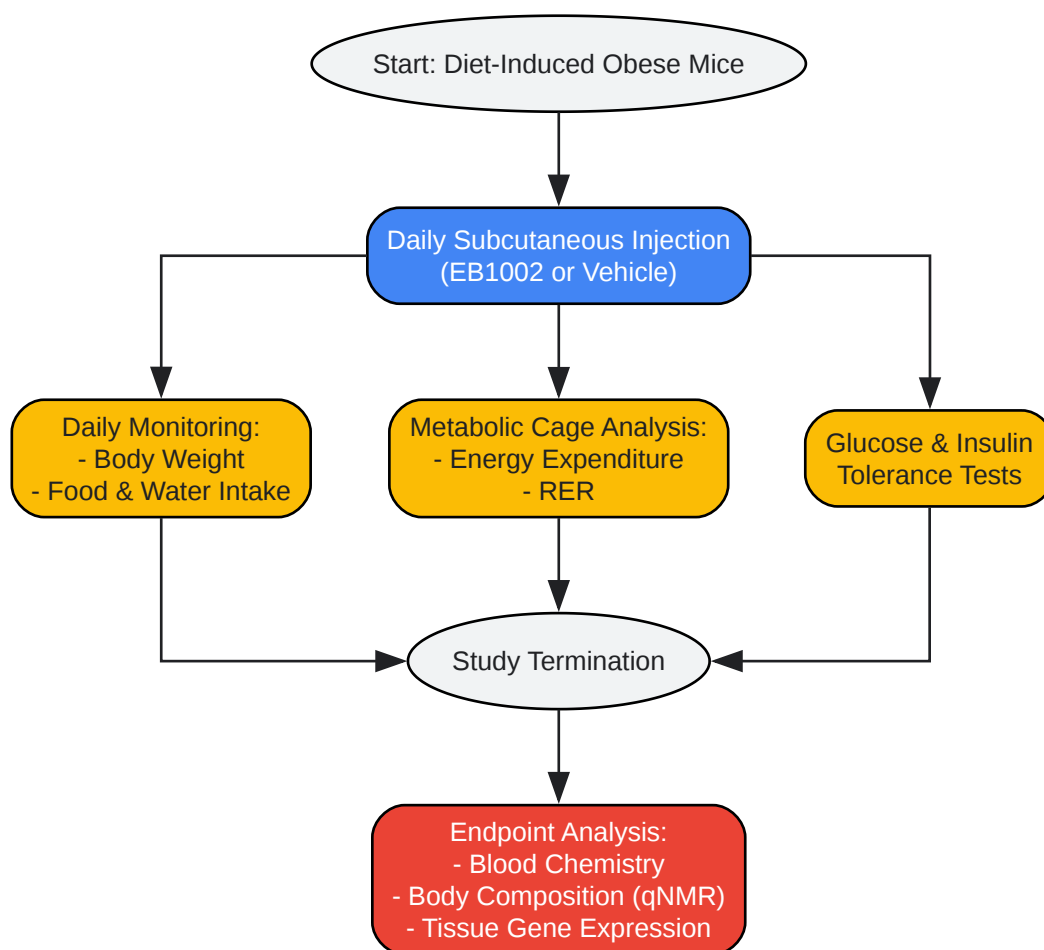 Start: Diet-Induced Obese Mice
Daily Subcutaneous Injection
(EB1002 or Vehicle)
Daily Monitoring:
- Body Weight
- Food & Water Intake
Metabolic Cage Analysis:
- Energy Expenditure
- RER
Glucose & Insulin
Tolerance Tests
Study Termination
Endpoint Analysis:
- Blood Chemistry
- Body Composition (qNMR)
- Tissue Gene Expression